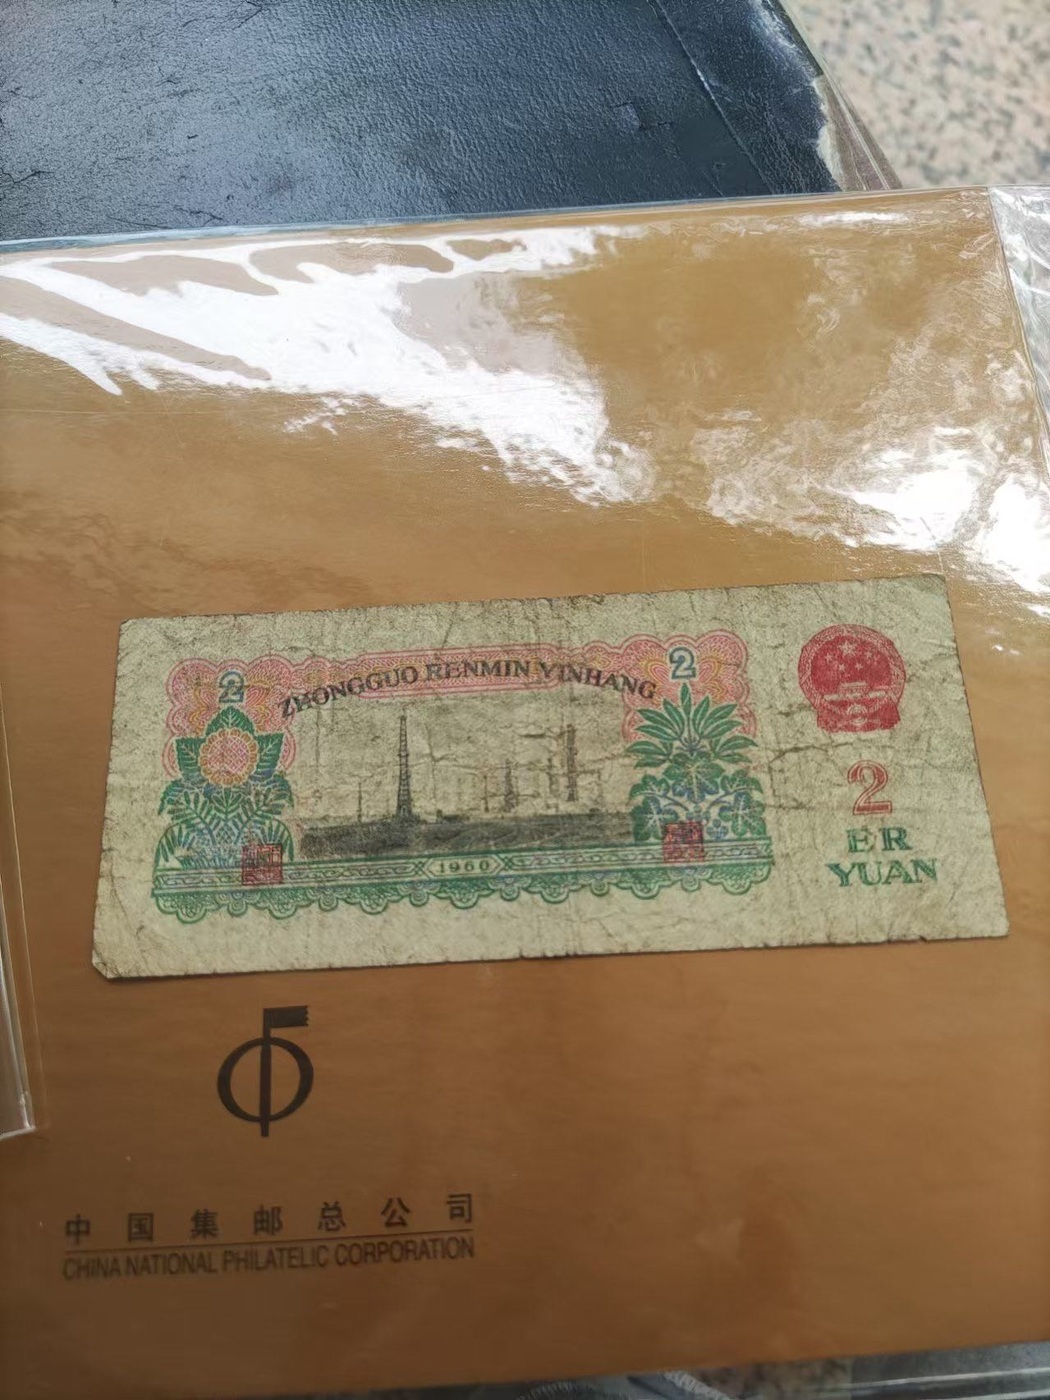 2
2
ZHONGGUO RENMIN YINHANG
1960
2
ER
YUAN
中国集邮总公司
CHINA NATIONAL PHILATELIC CORPORATION